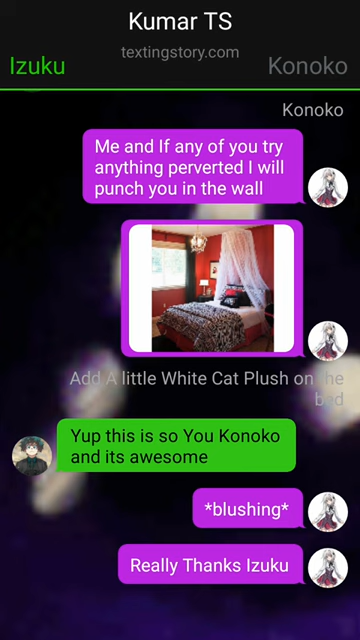 Kumar TS
textingstory.com
Izuku
Konoko
Konoko
Me and If any of you try
anything perverted I will
punch you in the wall
Add A little White Cat Plush on the
bed
Yup this is so You Konoko
and its awesome
*blushing*
Really Thanks Izuku